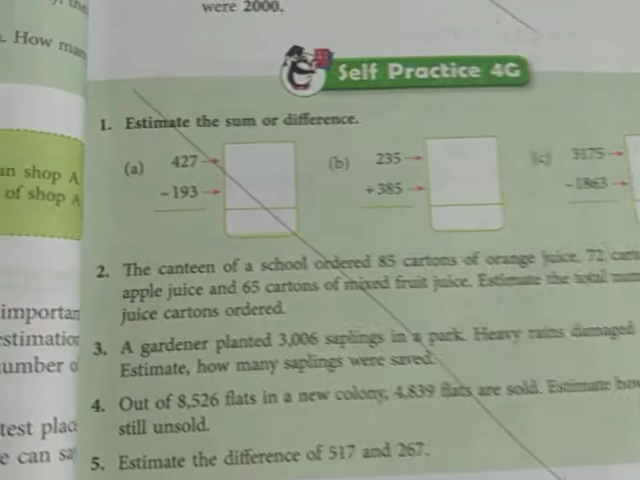 were 2000.
. How man
Self Practice 4G
1. Estimate the sum or difference.
(a) 427
- 193
(b) 235
+ 385
(c) 3175
- 1863
an shop A
of shop A
2. The canteen of a school ordered 85 cartons of orange juice, 72 cart
apple juice and 65 cartons of mixed fruit juice. Estimate the total num
juice cartons ordered.
3. A gardener planted 3,006 saplings in a park. Heavy rains damaged
Estimate, how many saplings were saved.
4. Out of 8,526 flats in a new colony, 4,839 flats are sold. Estimate how
still unsold.
5. Estimate the difference of 517 and 267.
importan
estimation
umber o
test plac
e can sa